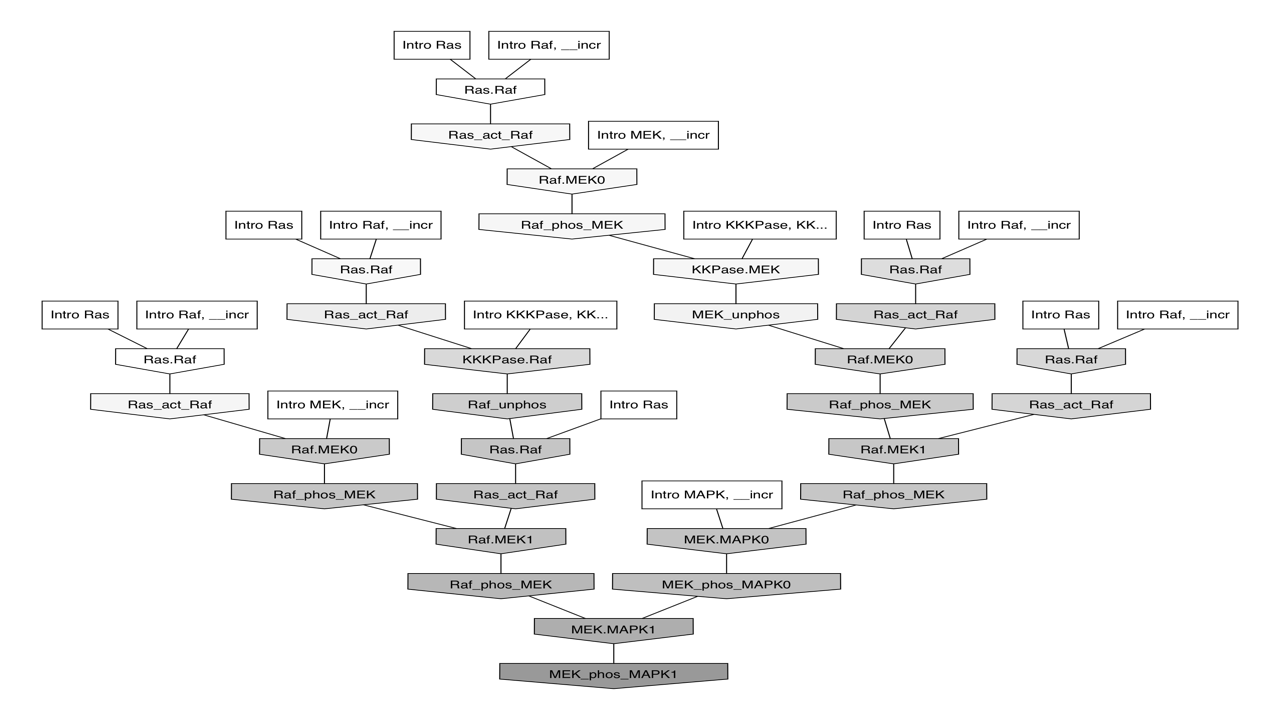 Intro Ras
Intro Raf, __incr
Ras.Raf
Ras_act_Raf
Intro MEK, __incr
Raf.MEK0
Intro Ras
Intro Raf, __incr
Raf_phos_MEK
Intro KKKPase, KK...
Intro Ras
Intro Raf, __incr
Ras.Raf
KKPase.MEK
Ras.Raf
Intro Ras
Intro Raf, __incr
Ras_act_Raf
Intro KKKPase, KK...
MEK_unphos
Ras_act_Raf
Intro Ras
Intro Raf, __incr
Ras.Raf
KKKPase.Raf
Raf.MEK0
Ras.Raf
Ras_act_Raf
Intro MEK, __incr
Raf_unphos
Intro Ras
Raf_phos_MEK
Ras_act_Raf
Raf.MEK0
Ras.Raf
Raf.MEK1
Raf_phos_MEK
Ras_act_Raf
Intro MAPK, __incr
Raf_phos_MEK
Raf.MEK1
MEK.MAPK0
Raf_phos_MEK
MEK_phos_MAPK0
MEK.MAPK1
MEK_phos_MAPK1